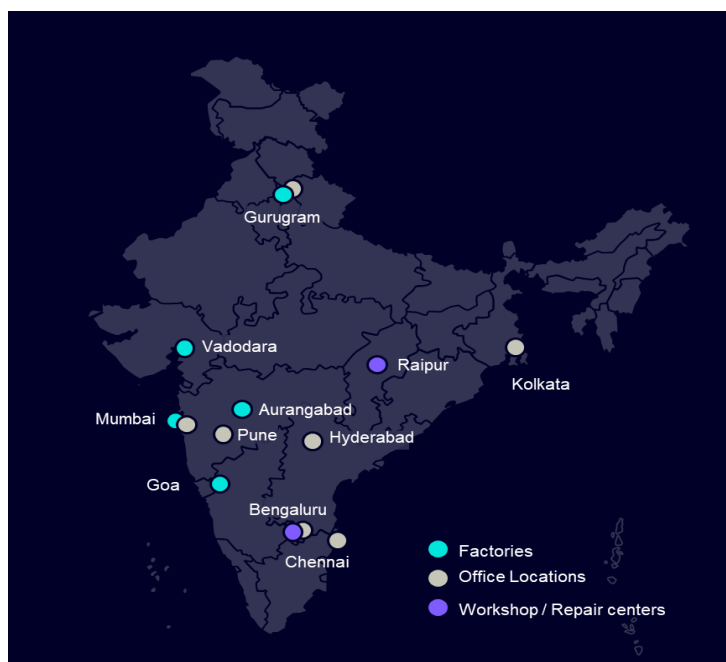 Gurugram
Vadodara
Raipur
Kolkata
Aurangabad
Mumbai
Pune
Hyderabad
Goa
Bengaluru
Chennai
Factories
Office Locations
Workshop / Repair centers